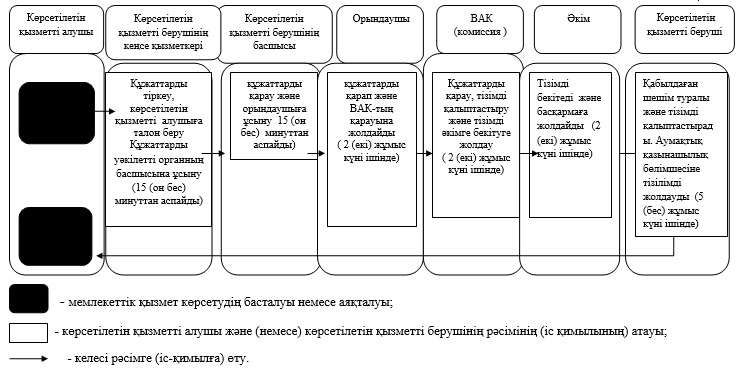 Көрсетілетін
қызметті алушы
Көрсетілетін
қызметті берушінің
кеңсе қызметкері
Көрсетілетін
қызметті берушінің
басшысы
Орындаушы
ВАК
(комиссия )
Әкім
Көрсетілетін
қызметті беруші
Құжаттарды
тіркеу,
көрсетілетін
қызметті алушыға
талон беру
Құжаттарды
уәкілетті органның
басшысына ұсыну
(15 (он бес)
минуттан аспайды)
құжаттарды
қарау және
орындаушыға
ұсыну 15 (он
бес) минуттан
аспайды)
құжаттарды
қарап және
ВАК-тың
қарауына
жолдайды
( 2 (екі) жұмыс
күні ішінде)
Құжаттарды
қарау, тізімді
қалыптастыру
және тізімді
әкімге бекітуге
жолдау
( 2 (екі) жұмыс
күні ішінде)
Тізімді
бекітеді және
басқармаға
жолдайды (2
(екі) жұмыс
күні ішінде)
Қабылдаған
шешім туралы
және тізімді
қалыптастырад
ы. Аумақтық
қазынашылық
бөлімшесіне
тізілімді
жолдауды (5
(бес) жұмыс
күні ішінде)
- мемлекеттік қызмет көрсетудің басталуы немесе аяқталуы;
- көрсетілетін қызметті алушы және (немесе) көрсетілетін қызметті берушінің рәсімінің (іс қимылының) атауы;
- келесі рәсімге (іс-қимылға) өту.